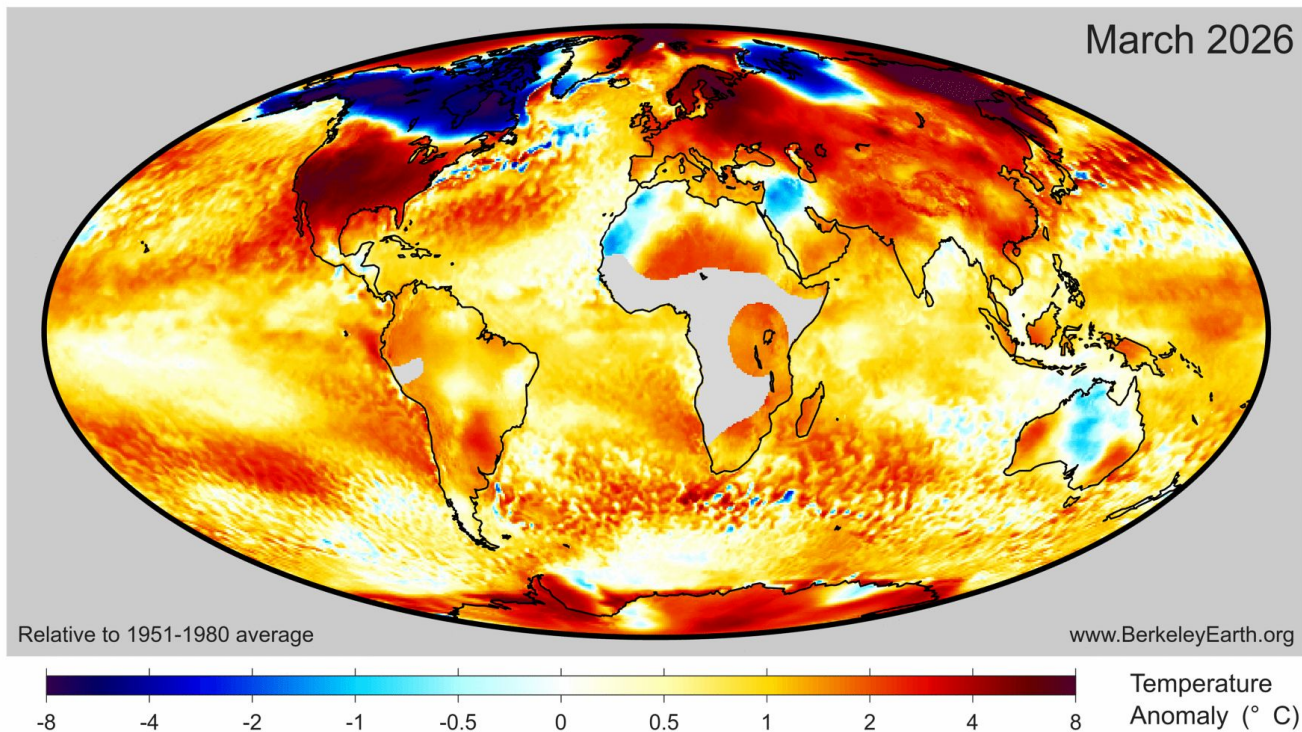 March 2026
Relative to 1951-1980 average
www.BerkeleyEarth.org
-8 -4 -2 -1 -0.5 0 0.5 1 2 4 8
Temperature
Anomaly (° C)